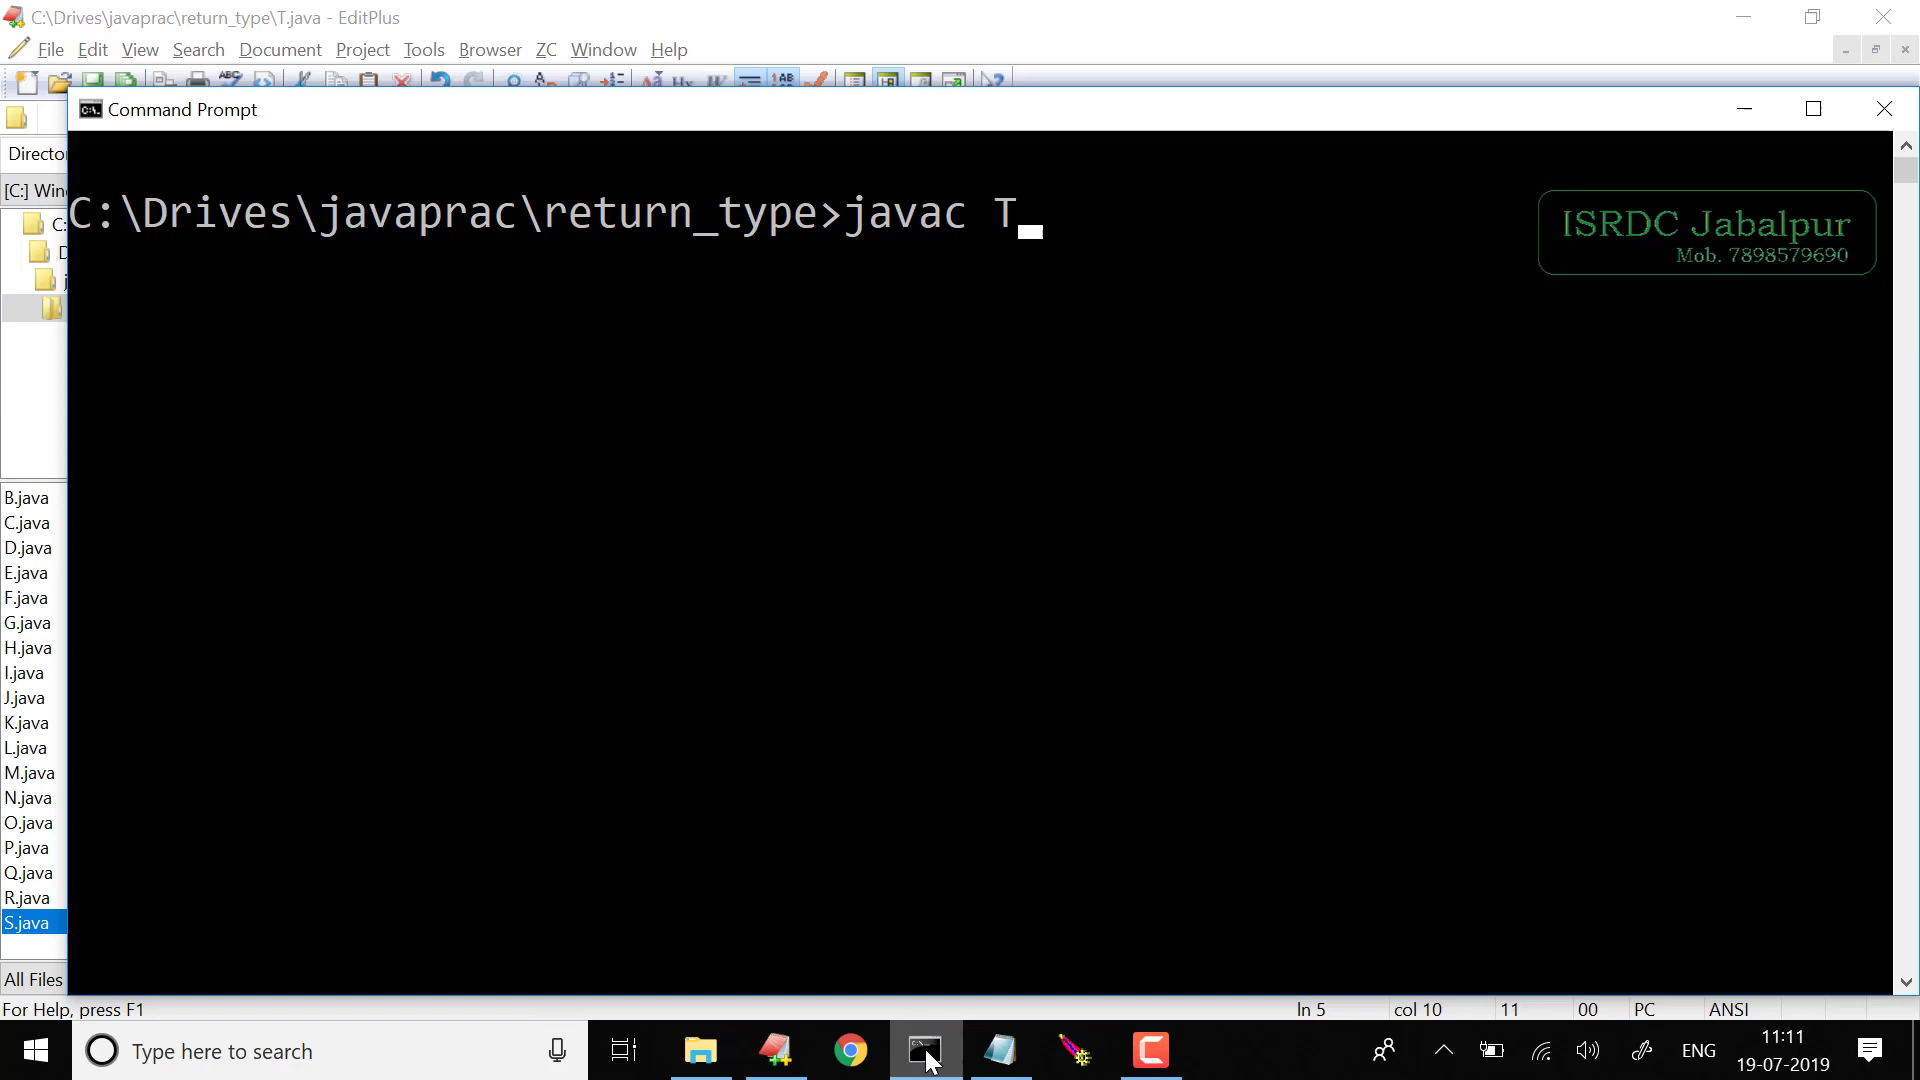 C:\Drives\javaprac\return_type\T.java - EditPlus
File Edit View Search Document Project Tools Browser ZC Window Help
Command Prompt
[C:]
C:\Drives\javaprac\return_type>javac T
ISRDC Jabalpur
Mob. 7898579690
C:
B.java
C.java
D.java
E.java
F.java
G.java
H.java
I.java
J.java
K.java
L.java
M.java
N.java
O.java
P.java
Q.java
R.java
S.java
All Files
For Help, press F1 ln 5 col 10 11 00 PC ANSI
Type here to search
ENG
11:11
19-07-2019